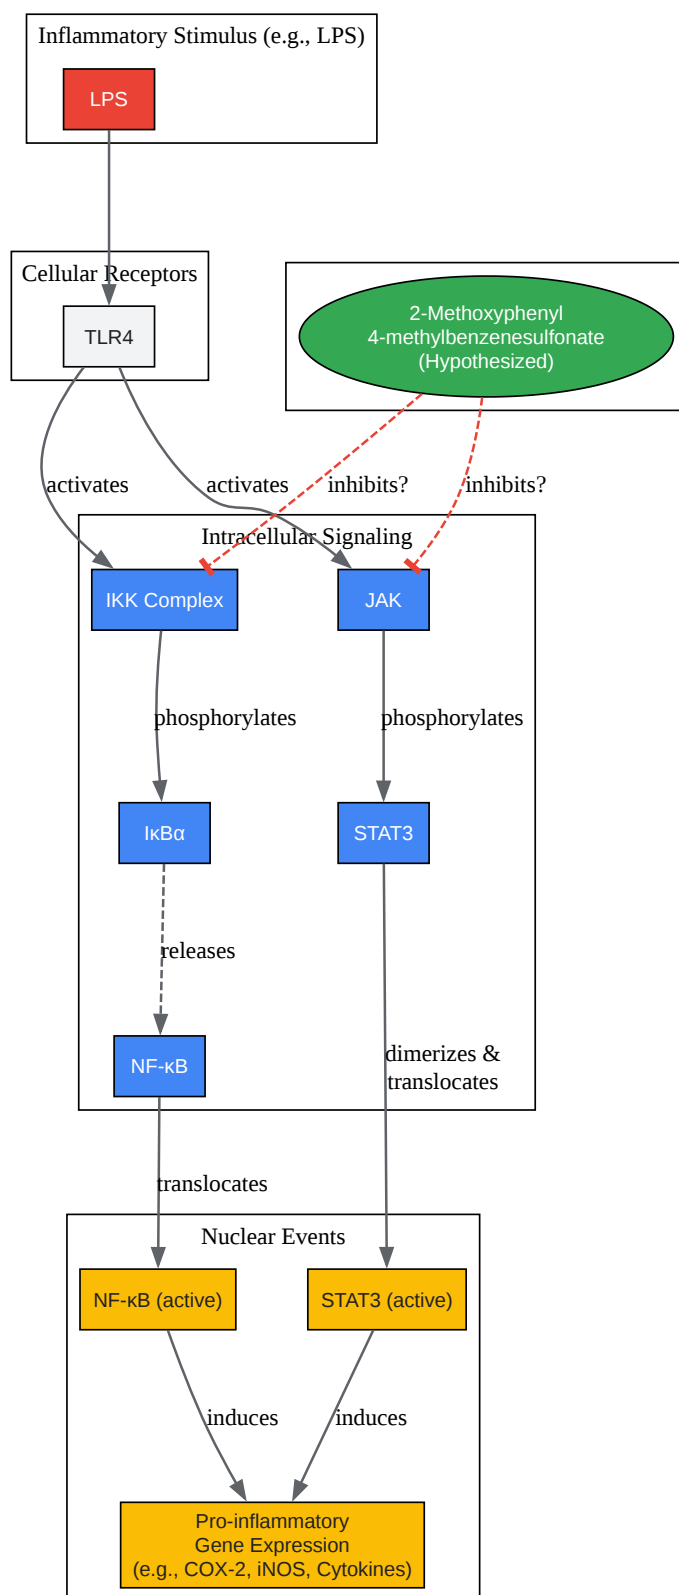 Inflammatory Stimulus (e.g., LPS)
LPS
Cellular Receptors
TLR4
2-Methoxyphenyl
4-methylbenzenesulfonate
(Hypothesized)
activates
activates
inhibits?
inhibits?
Intracellular Signaling
IKK Complex
JAK
phosphorylates
phosphorylates
IκBα
STAT3
releases
NF-κB
dimerizes &
translocates
translocates
Nuclear Events
NF-κB (active)
STAT3 (active)
induces
induces
Pro-inflammatory
Gene Expression
(e.g., COX-2, iNOS, Cytokines)